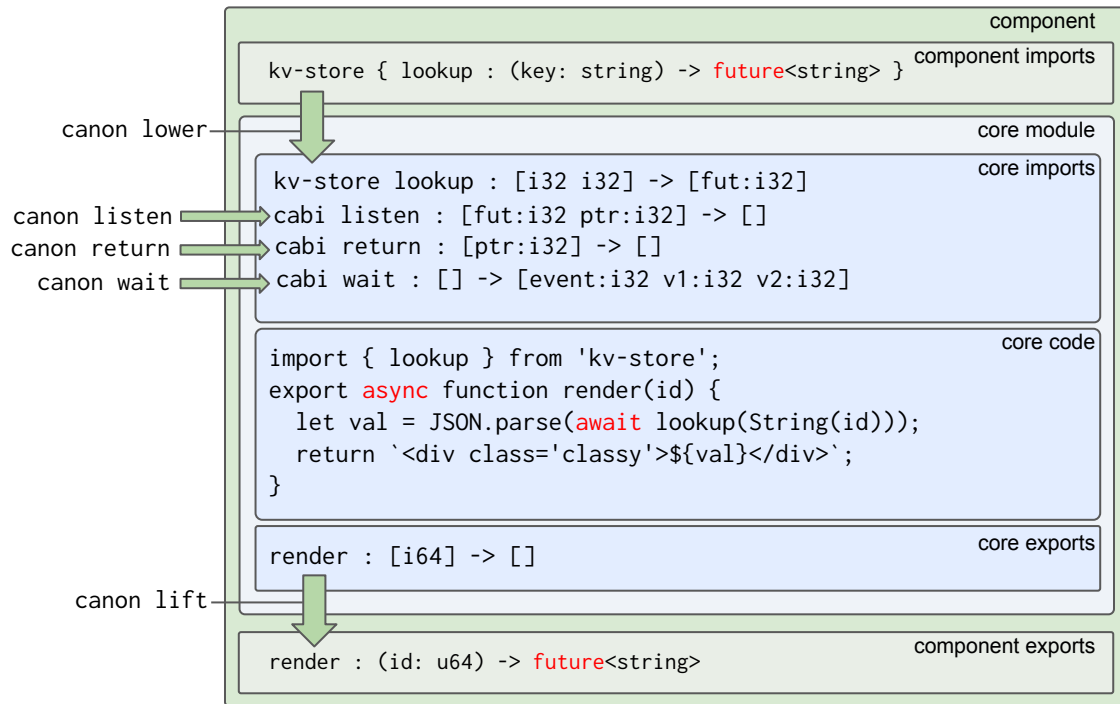 component
component imports
kv-store { lookup : (key: string) -> future<string> }
canon lower
core module
core imports
kv-store lookup : [i32 i32] -> [fut:i32]
canon listen
cabi listen : [fut:i32 ptr:i32] -> []
canon return
cabi return : [ptr:i32] -> []
canon wait
cabi wait : [] -> [event:i32 v1:i32 v2:i32]
core code
import { lookup } from 'kv-store';
export async function render(id) {
  let val = JSON.parse(await lookup(String(id)));
  return `<div class='classy'>${val}</div>`;
}
core exports
render : [i64] -> []
canon lift
component exports
render : (id: u64) -> future<string>